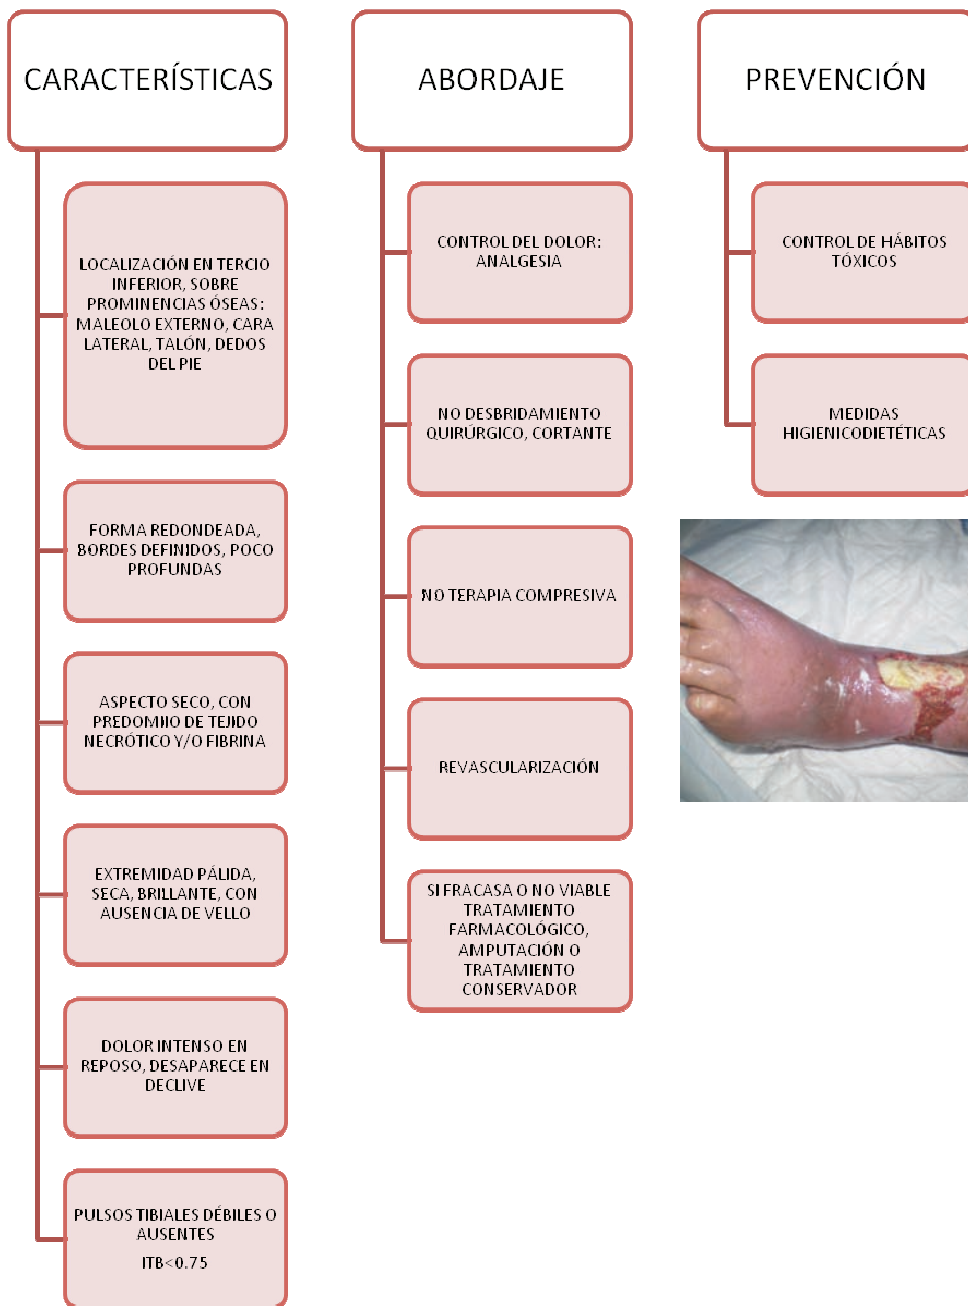 CARACTERÍSTICAS
LOCALIZACIÓN EN TERCIO
INFERIOR, SOBRE
PROMINENCIAS ÓSEAS:
MALEOLO EXTERNO, CARA
LATERAL, TALÓN, DEDOS
DEL PIE
FORMA REDONDEADA,
BORDES DEFINIDOS, POCO
PROFUNDAS
ASPECTO SECO, CON
PREDOMNIO DE TEJIDO
NECRÓTICO Y/O FIBRINA
EXTREMIDAD PÁLIDA,
SECA, BRILLANTE, CON
AUSENCIA DE VELLO
DOLOR INTENSO EN
REPOSO, DESAPARECE EN
DECLIVE
PULSOS TIBIALES DÉBILES O
AUSENTES
ITB<0.75
ABORDAJE
CONTROL DEL DOLOR:
ANALGESIA
NO DESBRIDAMIENTO
QUIRÚRGICO, CORTANTE
NO TERAPIA COMPRESIVA
REVASCULARIZACIÓN
SI FRACASA O NO VIABLE
TRATAMIENTO
FARMACOLÓGICO,
AMPUTACIÓN O
TRATAMIENTO
CONSERVADOR
PREVENCIÓN
CONTROL DE HÁBITOS
TÓXICOS
MEDIDAS
HIGIENICODIETÉTICAS